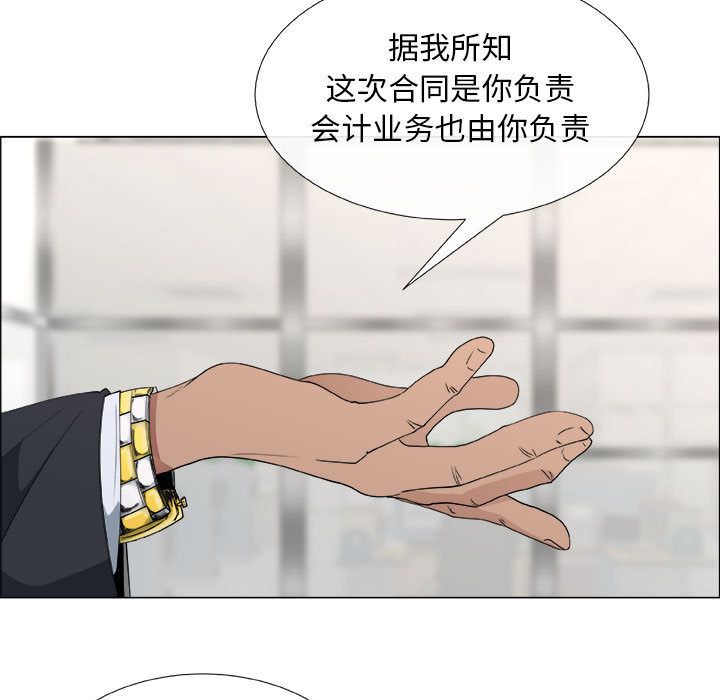 据我所知
这次合同是你负责
会计业务也由你负责